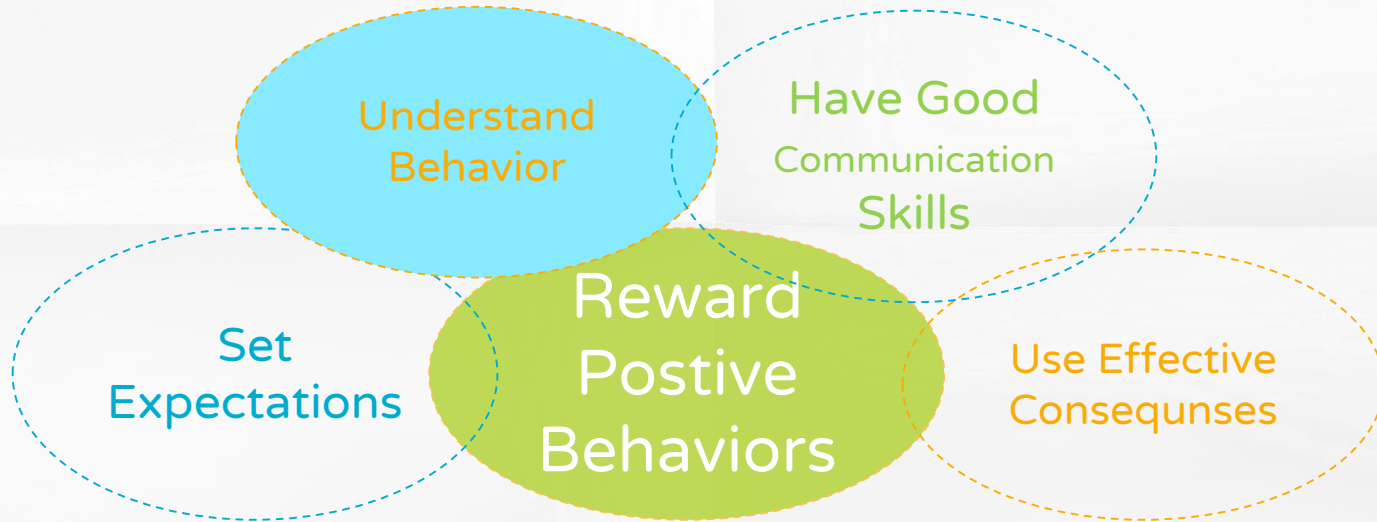 Understand
Behavior
Have Good
Communication
Skills
Set
Expectations
Reward
Postive
Behaviors
Use Effective
Consequnses